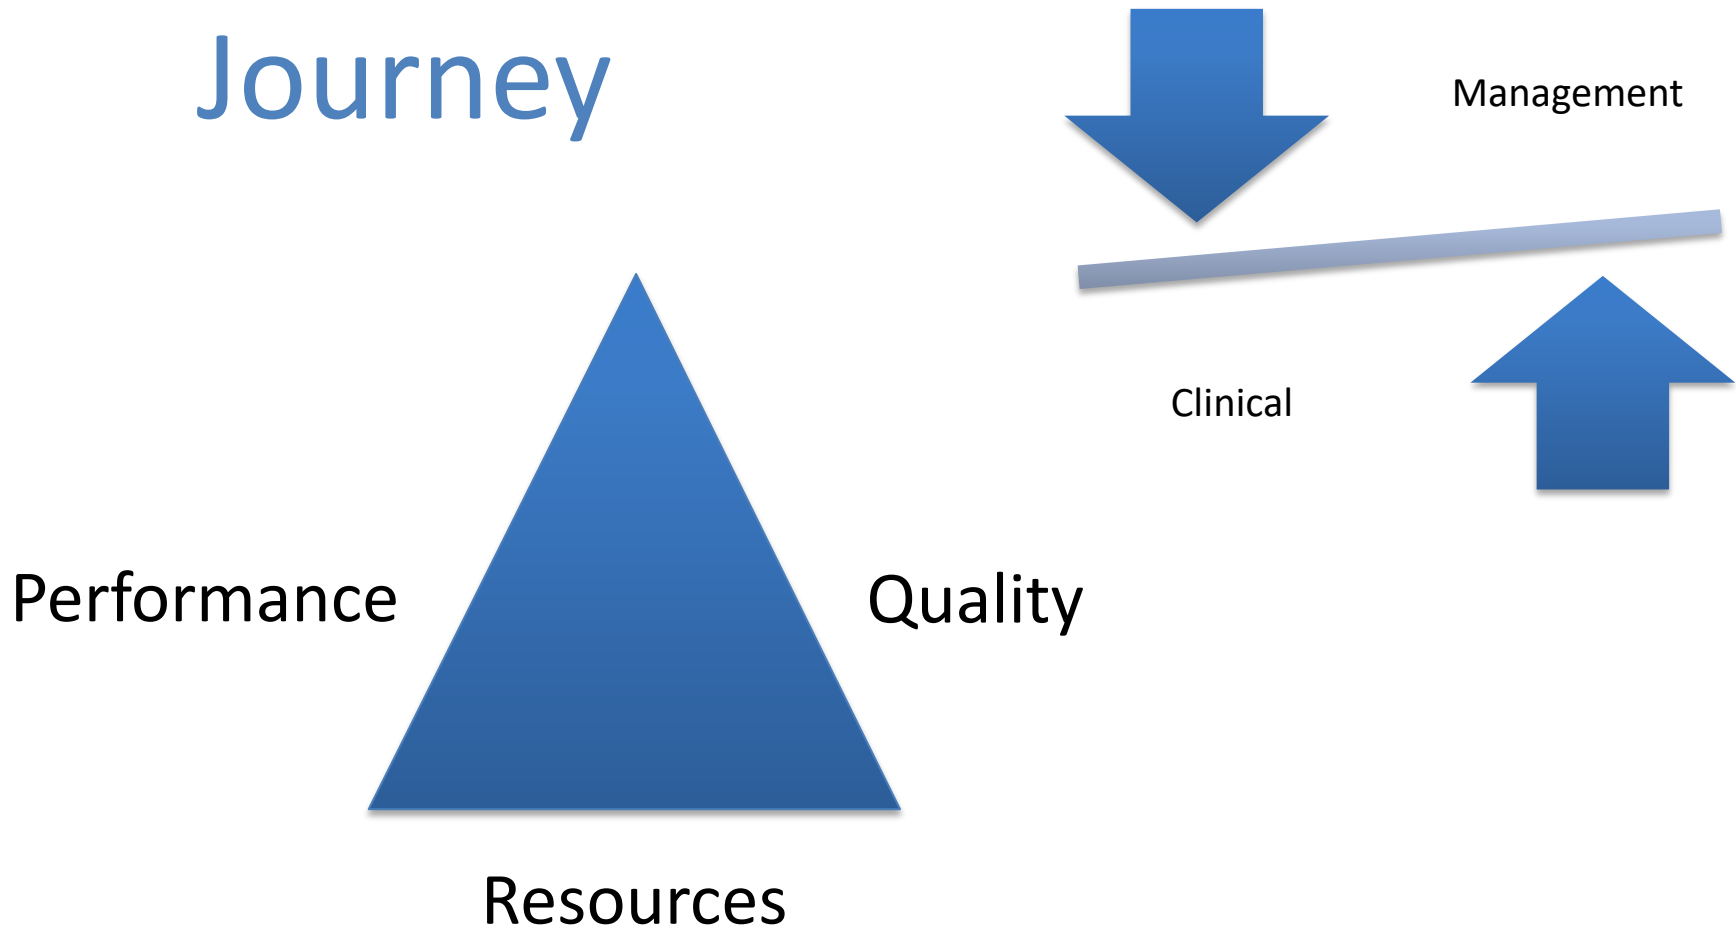 Journey
Management
Clinical
Performance
Quality
Resources